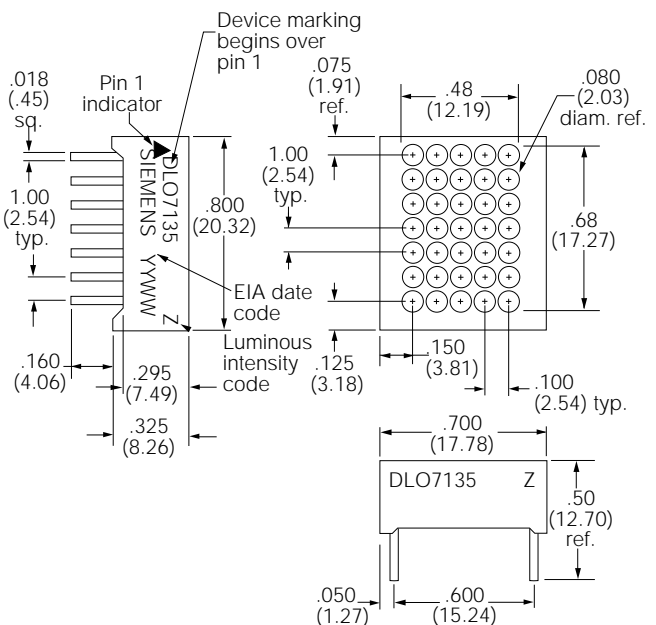 Device marking
begins over
pin 1
.018
(.45)
sq.
Pin 1
indicator
DLO7135
SIEMENS YYWW
Z
1.00
(2.54)
typ.
.800
(20.32)
EIA date
code
Luminous
intensity
code
.160
(4.06)
.295
(7.49)
.325
(8.26)
.075
(1.91)
ref.
.48
(12.19)
.080
(2.03)
diam. ref.
1.00
(2.54)
typ.
.68
(17.27)
.125
(3.18)
.150
(3.81)
.100
(2.54) typ.
.700
(17.78)
DLO7135 Z
.50
(12.70)
ref.
.050
(1.27)
.600
(15.24)